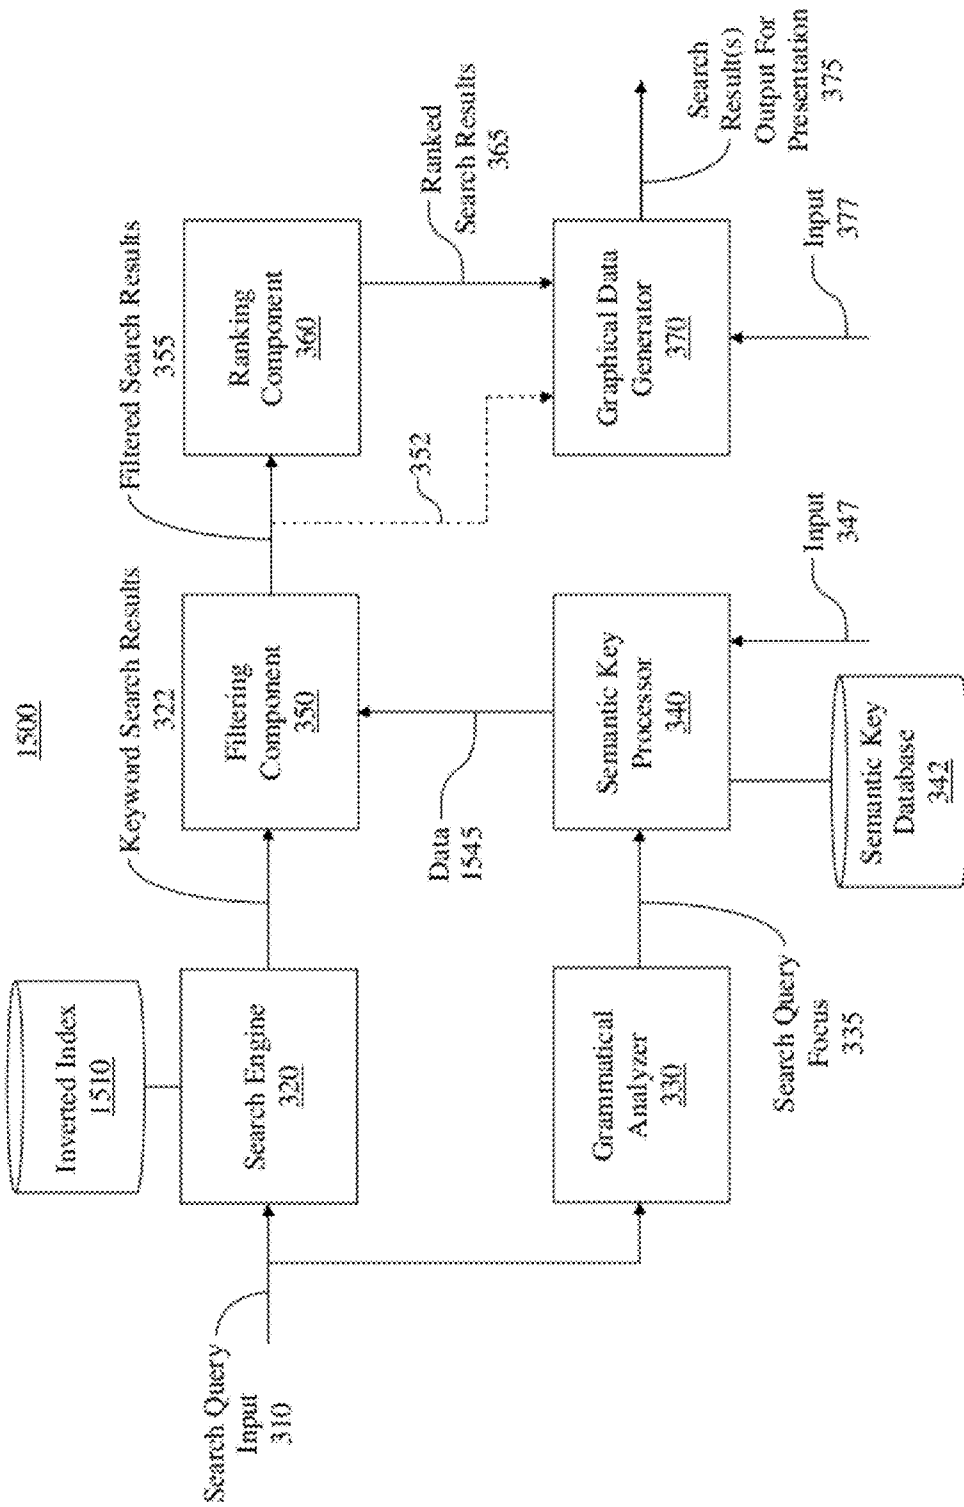 1500
Search Query
Input
310
Inverted Index
1510
Search Engine
320
Keyword Search Results
322
Filtering
Component
350
Filtered Search Results
355
Ranking
Component
360
Ranked
Search Results
365
352
Data
1545
Grammatical
Analyzer
330
Search Query
Focus
335
Semantic Key
Processor
340
Semantic Key
Database
342
Input
347
Graphical Data
Generator
370
Input
377
Search
Result(s)
Output For
Presentation
375